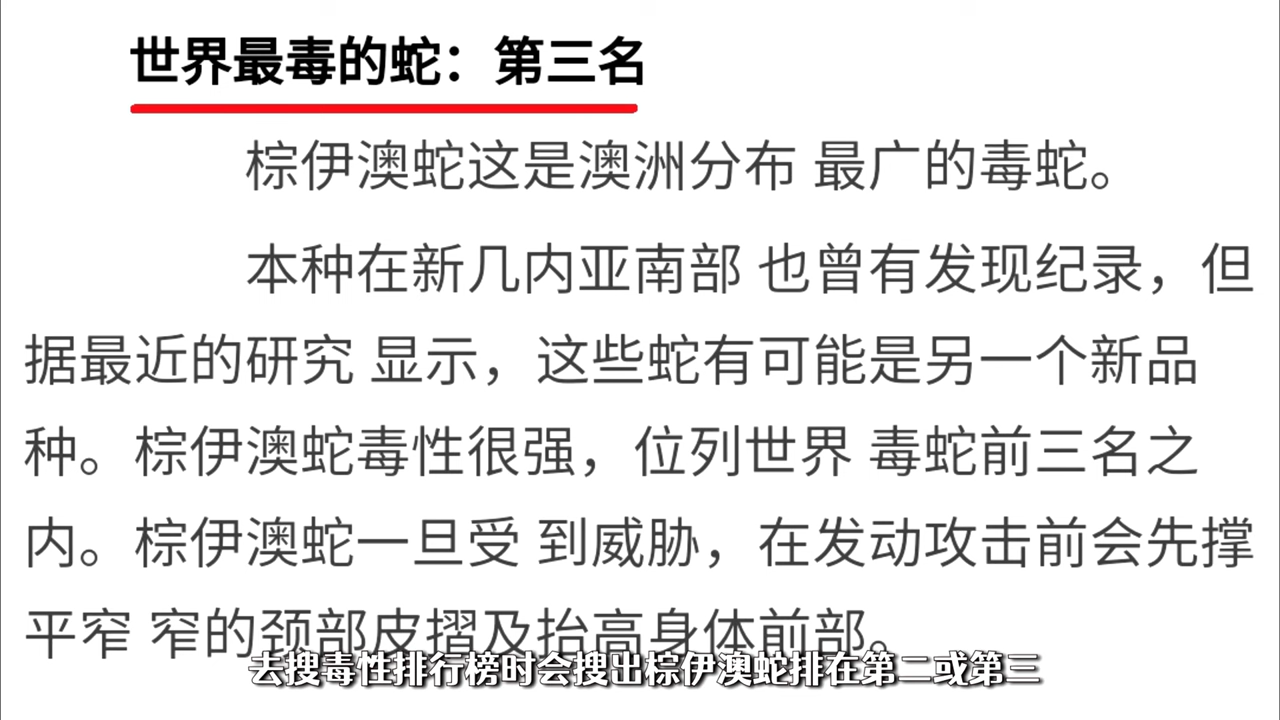 世界最毒的蛇：第三名
棕伊澳蛇这是澳洲分布 最广的毒蛇。
本种在新几内亚南部 也曾有发现纪录，但
据最近的研究 显示，这些蛇有可能是另一个新品
种。棕伊澳蛇毒性很强，位列世界 毒蛇前三名之
内。棕伊澳蛇一旦受 到威胁，在发动攻击前会先撑
平窄 窄的颈部皮摺及抬高身体前部。
去搜毒性排行榜时会搜出棕伊澳蛇排在第二或第三